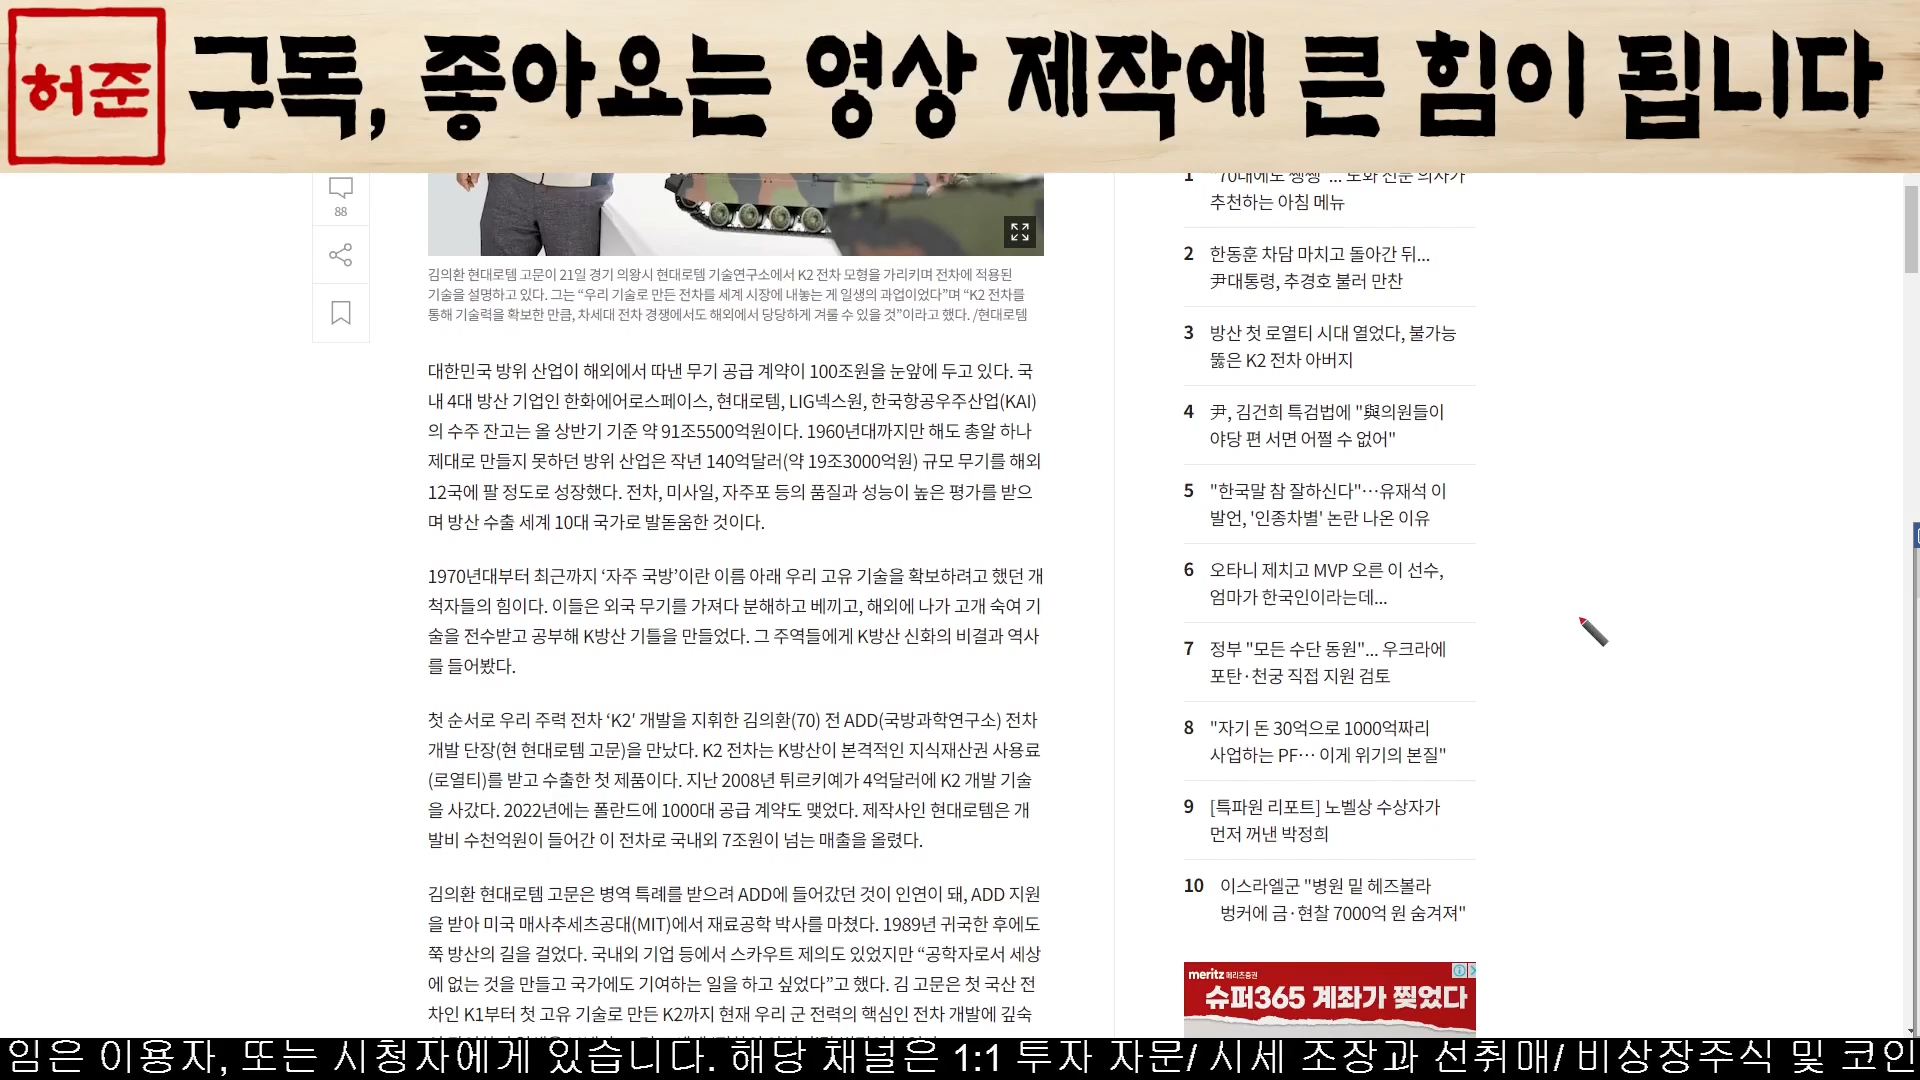 허준
구독, 좋아요는 영상 제작에 큰 힘이 됩니다
88
김의환 현대로템 고문이 21일 경기 의왕시 현대로템 기술연구소에서 K2 전차 모형을 가리키며 전차에 적용된
기술을 설명하고 있다. 그는 “우리 기술로 만든 전차를 세계 시장에 내놓는 게 일생의 과업이었다”며 “K2 전차를
통해 기술력을 확보한 만큼, 차세대 전차 경쟁에서도 해외에서 당당하게 겨룰 수 있을 것”이라고 했다. /현대로템
대한민국 방위 산업이 해외에서 따낸 무기 공급 계약이 100조원을 눈앞에 두고 있다. 국
내 4대 방산 기업인 한화에어로스페이스, 현대로템, LIG넥스원, 한국항공우주산업(KAI)
의 수주 잔고는 올 상반기 기준 약 91조5500억원이다. 1960년대까지만 해도 총알 하나
제대로 만들지 못하던 방위 산업은 작년 140억달러(약 19조3000억원) 규모 무기를 해외
12국에 팔 정도로 성장했다. 전차, 미사일, 자주포 등의 품질과 성능이 높은 평가를 받으
며 방산 수출 세계 10대 국가로 발돋움한 것이다.
1970년대부터 최근까지 ‘자주 국방’이란 이름 아래 우리 고유 기술을 확보하려고 했던 개
척자들의 힘이다. 이들은 외국 무기를 가져다 분해하고 베끼고, 해외에 나가 고개 숙여 기
술을 전수받고 공부해 K방산 기틀을 만들었다. 그 주역들에게 K방산 신화의 비결과 역사
를 들어봤다.
첫 순서로 우리 주력 전차 ‘K2′ 개발을 지휘한 김의환(70) 전 ADD(국방과학연구소) 전차
개발 단장(현 현대로템 고문)을 만났다. K2 전차는 K방산이 본격적인 지식재산권 사용료
(로열티)를 받고 수출한 첫 제품이다. 지난 2008년 튀르키예가 4억달러에 K2 개발 기술
을 사갔다. 2022년에는 폴란드에 1000대 공급 계약도 맺었다. 제작사인 현대로템은 개
발비 수천억원이 들어간 이 전차로 국내외 7조원이 넘는 매출을 올렸다.
김의환 현대로템 고문은 병역 특례를 받으려 ADD에 들어갔던 것이 인연이 돼, ADD 지원
을 받아 미국 매사추세츠공대(MIT)에서 재료공학 박사를 마쳤다. 1989년 귀국한 후에도
쭉 방산의 길을 걸었다. 국내외 기업 등에서 스카우트 제의도 있었지만 “공학자로서 세상
에 없는 것을 만들고 국가에도 기여하는 일을 하고 싶었다”고 했다. 김 고문은 첫 국산 전
차인 K1부터 첫 고유 기술로 만든 K2까지 현재 우리 군 전력의 핵심인 전차 개발에 깊숙
1 "70대에도 쌩쌩"... 노화 전문 의사가
추천하는 아침 메뉴
2 한동훈 차담 마치고 돌아간 뒤...
尹대통령, 추경호 불러 만찬
3 방산 첫 로열티 시대 열었다, 불가능
뚫은 K2 전차 아버지
4 尹, 김건희 특검법에 "與의원들이
야당 편 서면 어쩔 수 없어"
5 "한국말 참 잘하신다"…유재석 이
발언, '인종차별' 논란 나온 이유
6 오타니 제치고 MVP 오른 이 선수,
엄마가 한국인이라는데...
7 정부 "모든 수단 동원"... 우크라에
포탄·천궁 직접 지원 검토
8 "자기 돈 30억으로 1000억짜리
사업하는 PF… 이게 위기의 본질"
9 [특파원 리포트] 노벨상 수상자가
먼저 꺼낸 박정희
10 이스라엘군 "병원 밑 헤즈볼라
벙커에 금·현찰 7000억 원 숨겨져"
meritz 메리츠증권
슈퍼365 계좌가 찢었다
임은 이용자, 또는 시청자에게 있습니다. 해당 채널은 1:1 투자 자문/ 시세 조장과 선취매/ 비상장주식 및 코인